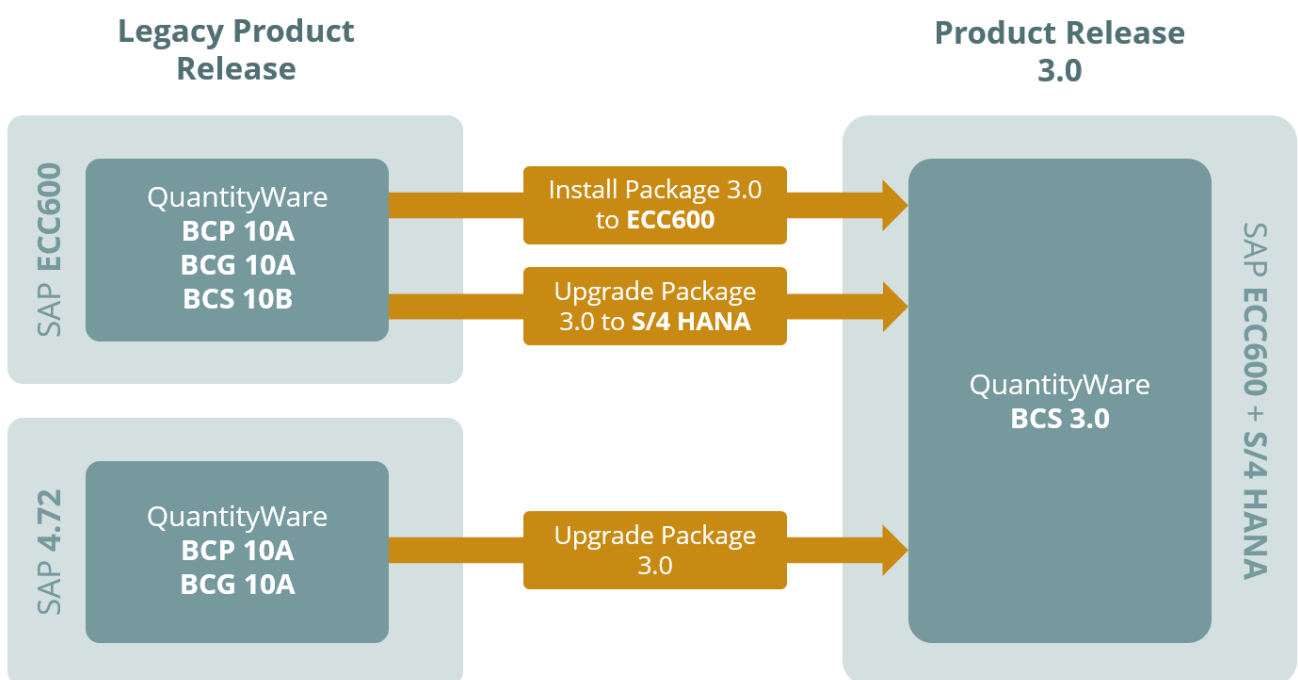 Legacy Product
Release
Product Release
3.0
SAP ECC600
QuantityWare
BCP 10A
BCG 10A
BCS 10B
Install Package 3.0
to ECC600
Upgrade Package
3.0 to S/4 HANA
SAP 4.72
QuantityWare
BCP 10A
BCG 10A
Upgrade Package
3.0
QuantityWare
BCS 3.0
SAP ECC600 + S/4 HANA